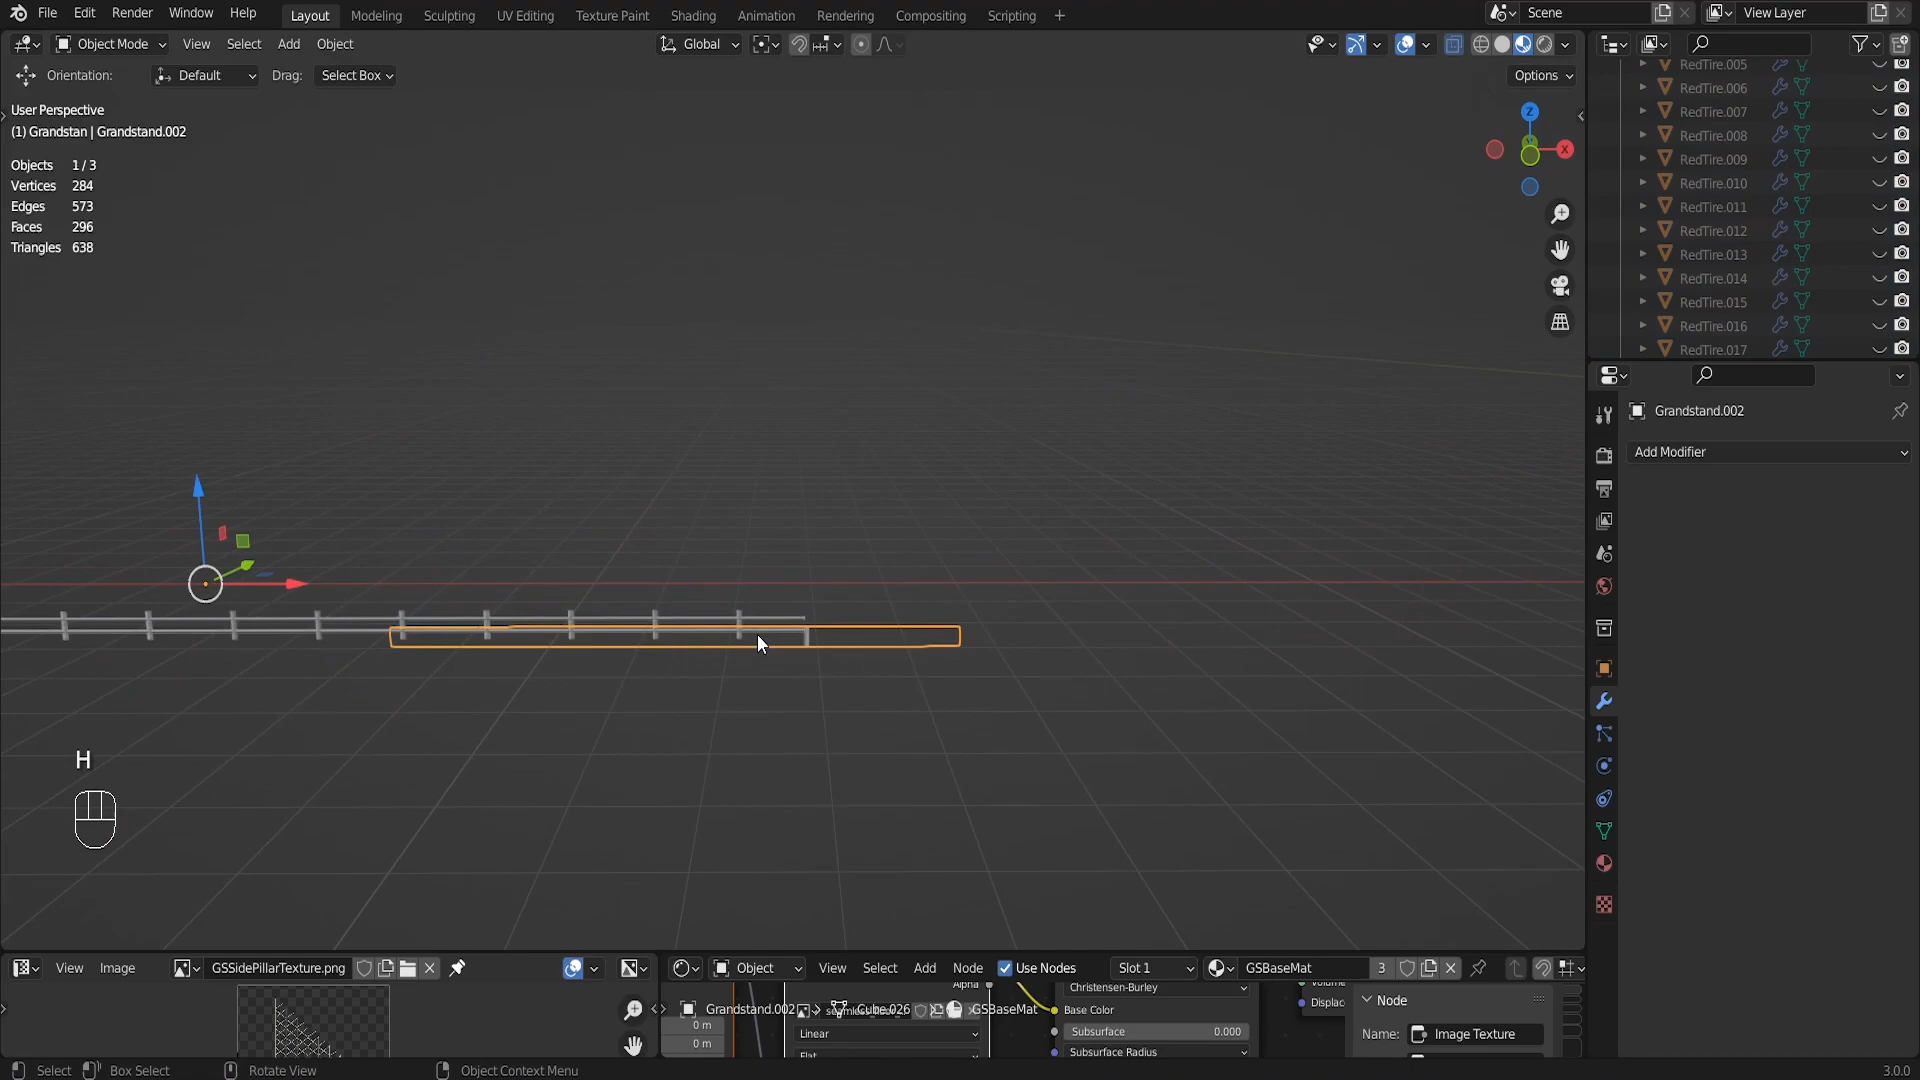 File Edit Render Window Help Layout Modeling Sculpting UV Editing Texture Paint Shading Animation Rendering Compositing Scripting + Scene View Layer
Object Mode View Select Add Object Global
Orientation: Default Drag: Select Box Options
User Perspective
(1) Grandstan | Grandstand.002
Objects 1 / 3
Vertices 284
Edges 573
Faces 296
Triangles 638
Z
X
H
RedTire.005
RedTire.006
RedTire.007
RedTire.008
RedTire.009
RedTire.010
RedTire.011
RedTire.012
RedTire.013
RedTire.014
RedTire.015
RedTire.016
RedTire.017
Grandstand.002
Add Modifier
View Image GSSidePillarTexture.png Object View Select Add Node Use Nodes Slot 1 GSBaseMat 3
Alpha Christensen-Burley Displac Node
Grandstand.002 Cube.026 GSBaseMat Base Color
0 m Linear Subsurface 0.000 Name: Image Texture
0 m Flat Subsurface Radius
Select Box Select Rotate View Object Context Menu 3.0.0